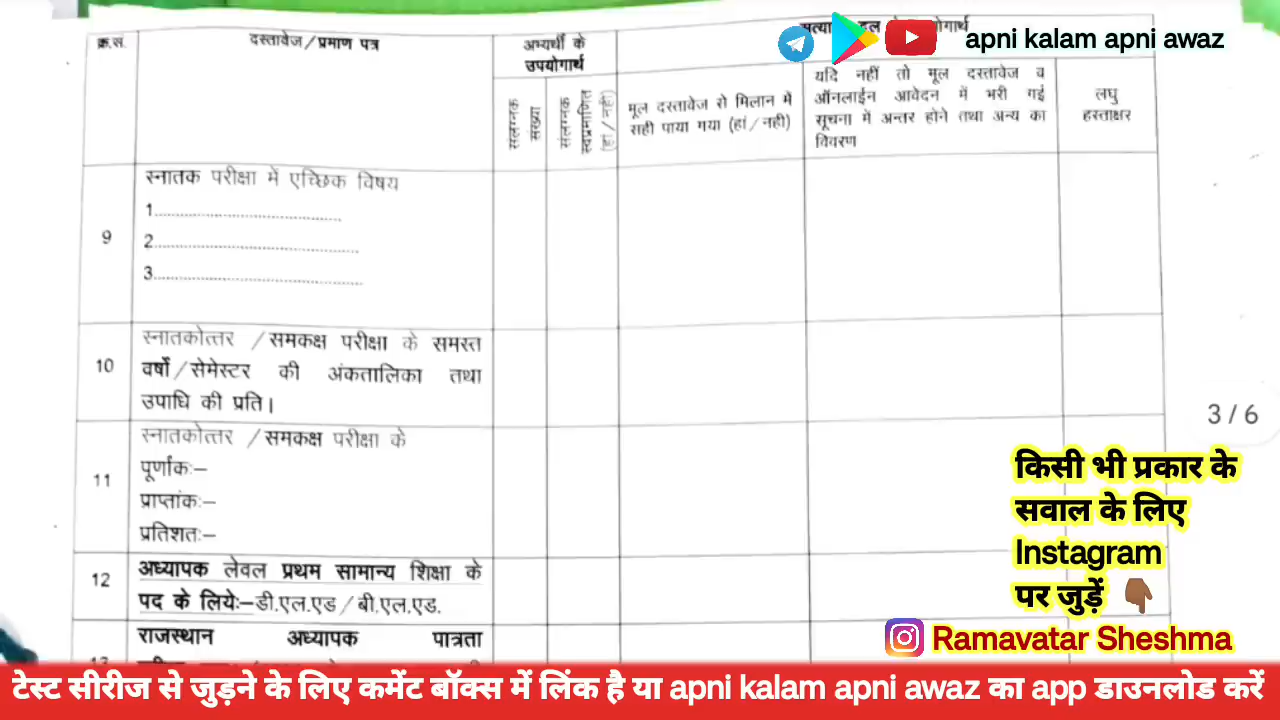 apni kalam apni awaz
क्र.सं.
दस्तावेज/प्रमाण पत्र
अभ्यर्थी के
उपयोगार्थ
संलग्नक
संख्या
संलग्नक
स्वप्रमाणित
(हां/नहीं)
मूल दस्तावेज से मिलान में
सही पाया गया (हां/नहीं)
यदि नहीं तो मूल दस्तावेज व
ऑनलाईन आवेदन में भरी गई
सूचना में अन्तर होने तथा अन्य का
विवरण
लघु
हस्ताक्षर
9
स्नातक परीक्षा में एच्छिक विषय
1
2
3
10
स्नातकोत्तर /समकक्ष परीक्षा के समस्त
वर्षों/सेमेस्टर की अंकतालिका तथा
उपाधि की प्रति।
11
स्नातकोत्तर /समकक्ष परीक्षा के
पूर्णांकः–
प्राप्तांकः–
प्रतिशतः–
12
अध्यापक लेवल प्रथम सामान्य शिक्षा के
पद के लियेः–डी.एल.एड/बी.एल.एड.
राजस्थान अध्यापक पात्रता
3 / 6
किसी भी प्रकार के
सवाल के लिए
Instagram
पर जुड़ें
Ramavatar Sheshma
टेस्ट सीरीज से जुड़ने के लिए कमेंट बॉक्स में लिंक है या apni kalam apni awaz का app डाउनलोड करें